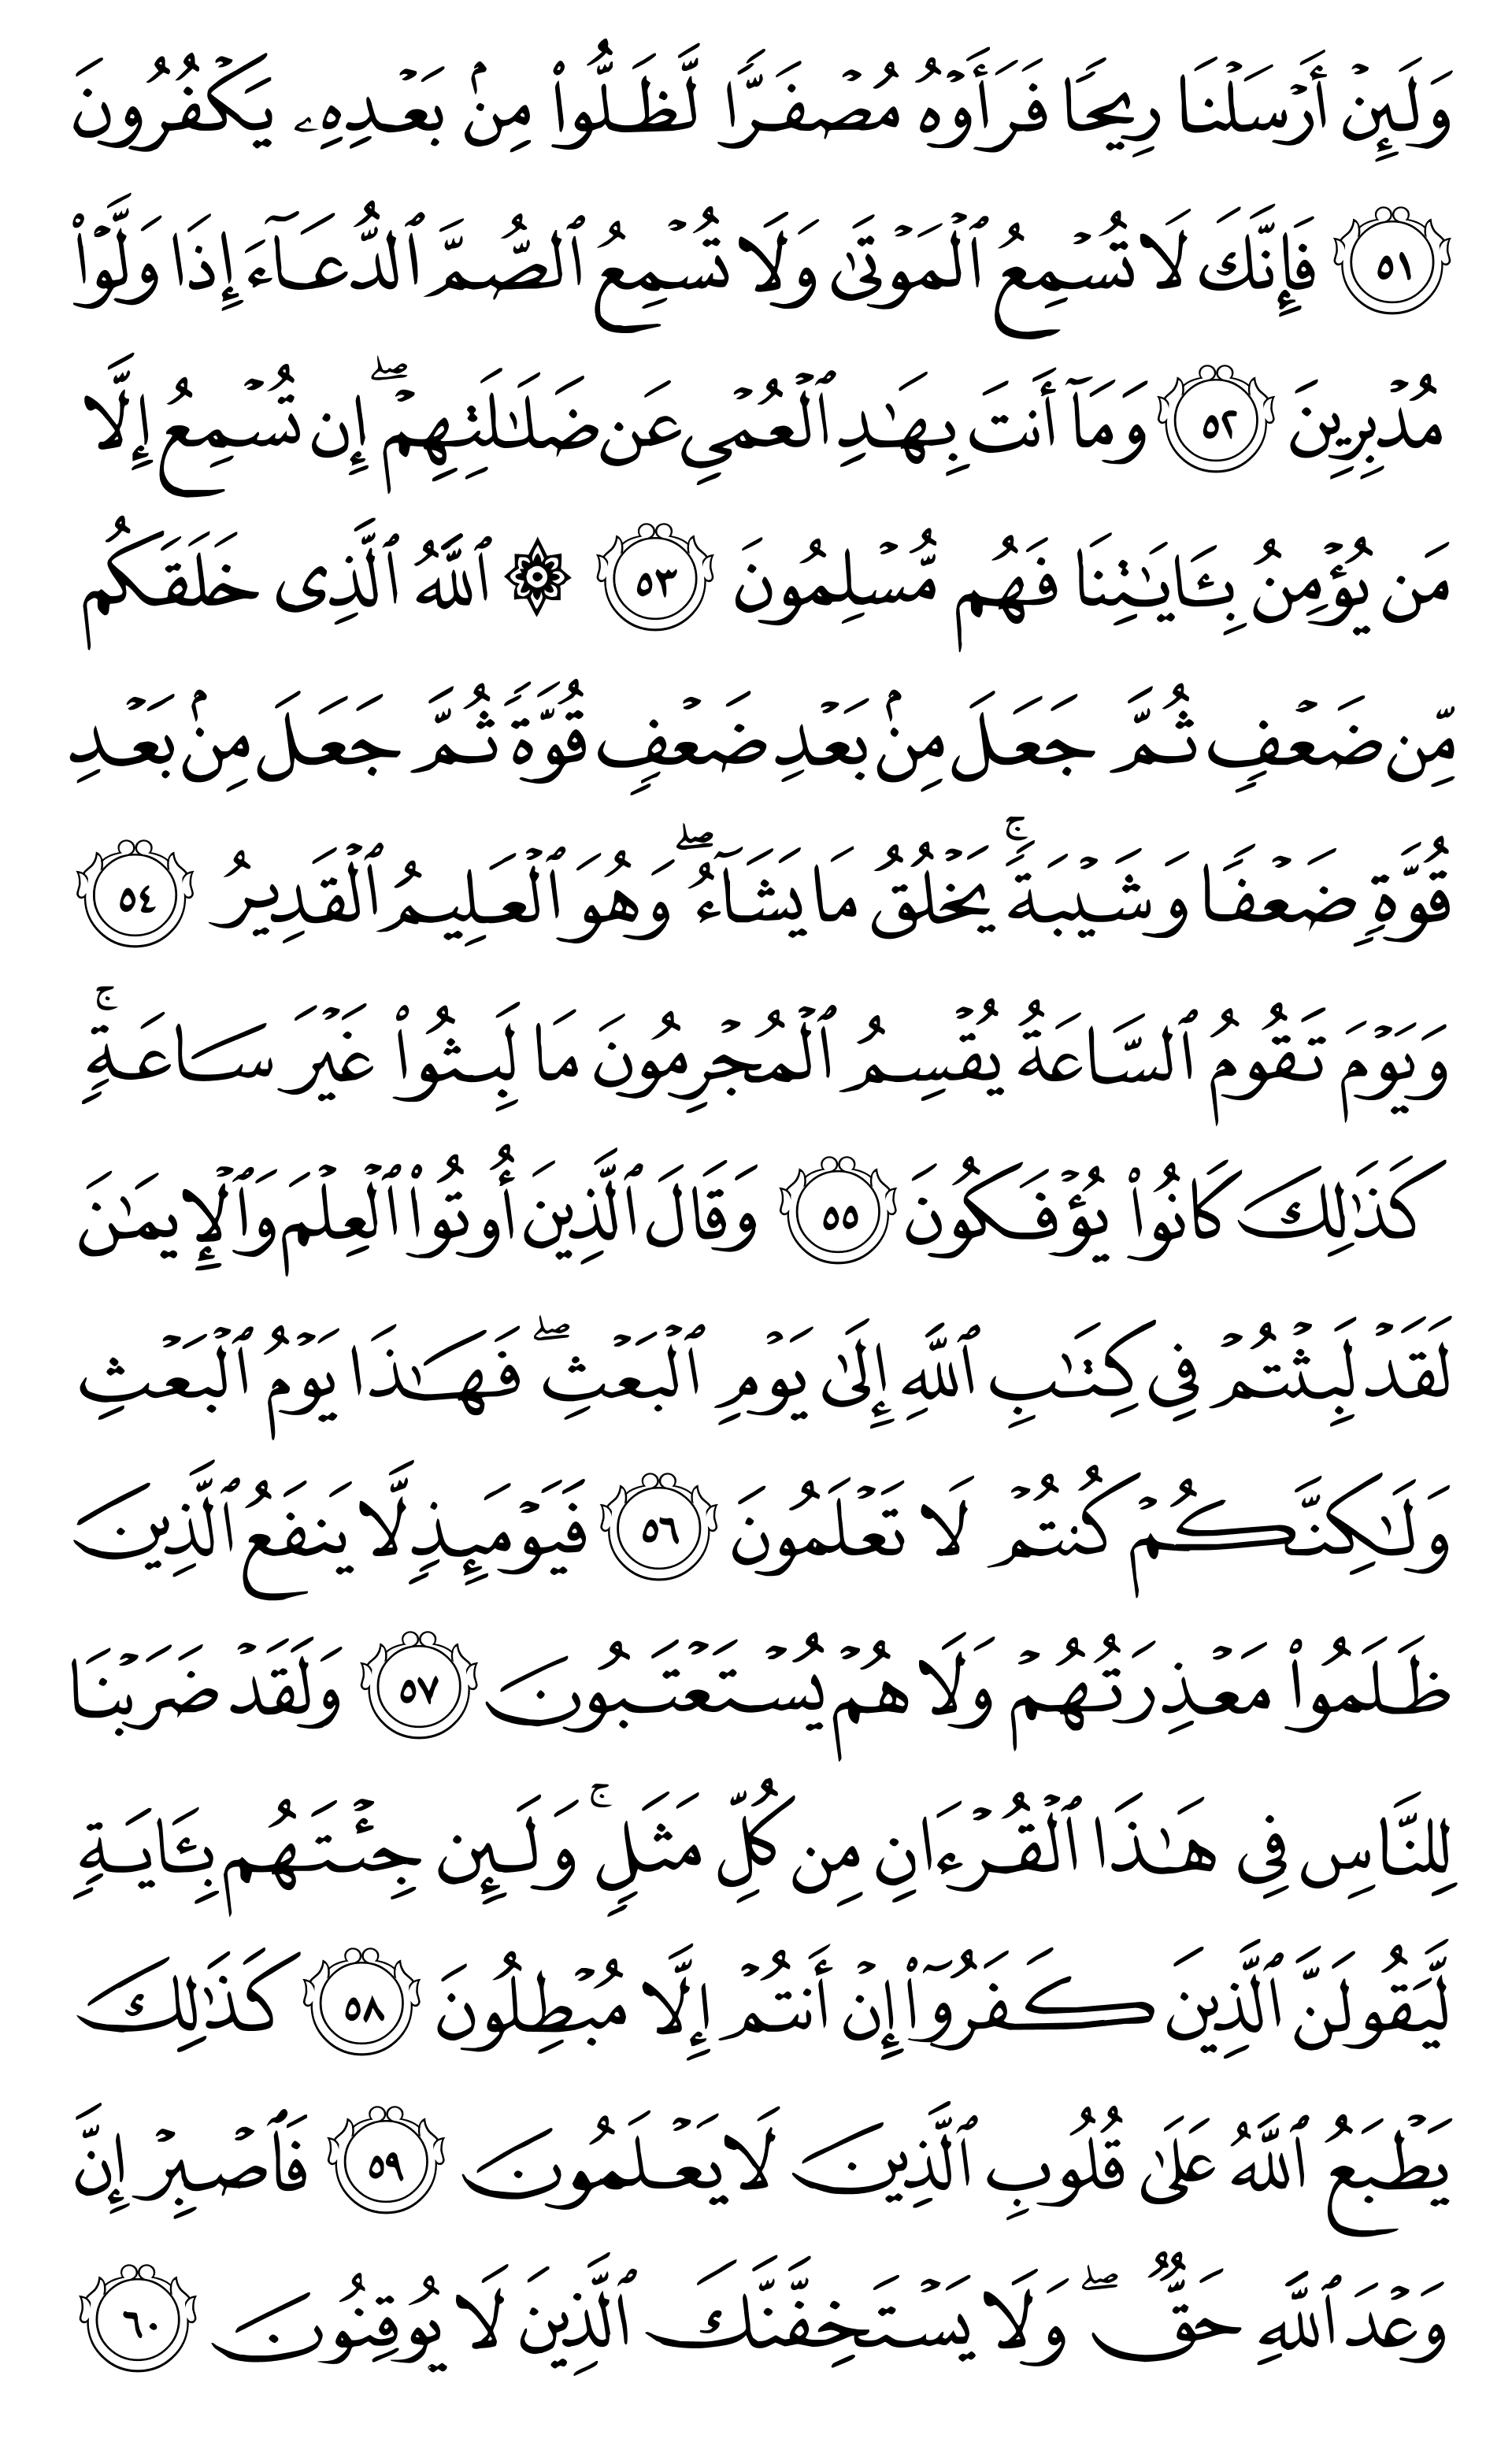 وَلَئِنۡ أَرۡسَلۡنَا رِيحٗا فَرَأَوۡهُ مُصۡفَرّٗا لَّظَلُّواْ مِنۢ بَعۡدِهِۦ يَكۡفُرُونَ
٥١ فَإِنَّكَ لَا تُسۡمِعُ ٱلۡمَوۡتَىٰ وَلَا تُسۡمِعُ ٱلصُّمَّ ٱلدُّعَآءَ إِذَا وَلَّوۡاْ
مُدۡبِرِينَ ٥٢ وَمَآ أَنتَ بِهَٰدِ ٱلۡعُمۡيِ عَن ضَلَٰلَتِهِمۡۖ إِن تُسۡمِعُ إِلَّا
مَن يُؤۡمِنُ بِـَٔايَٰتِنَا فَهُم مُّسۡلِمُونَ ٥٣ ۞ ٱللَّهُ ٱلَّذِي خَلَقَكُم
مِّن ضَعۡفٖ ثُمَّ جَعَلَ مِنۢ بَعۡدِ ضَعۡفٖ قُوَّةٗ ثُمَّ جَعَلَ مِنۢ بَعۡدِ
قُوَّةٖ ضَعۡفٗا وَشَيۡبَةٗۚ يَخۡلُقُ مَا يَشَآءُۖ وَهُوَ ٱلۡعَلِيمُ ٱلۡقَدِيرُ ٥٤
وَيَوۡمَ تَقُومُ ٱلسَّاعَةُ يُقۡسِمُ ٱلۡمُجۡرِمُونَ مَا لَبِثُواْ غَيۡرَ سَاعَةٖۚ
كَذَٰلِكَ كَانُواْ يُؤۡفَكُونَ ٥٥ وَقَالَ ٱلَّذِينَ أُوتُواْ ٱلۡعِلۡمَ وَٱلۡإِيمَٰنَ
لَقَدۡ لَبِثۡتُمۡ فِي كِتَٰبِ ٱللَّهِ إِلَىٰ يَوۡمِ ٱلۡبَعۡثِۖ فَهَٰذَا يَوۡمُ ٱلۡبَعۡثِ
وَلَٰكِنَّكُمۡ كُنتُمۡ لَا تَعۡلَمُونَ ٥٦ فَيَوۡمَئِذٖ لَّا يَنفَعُ ٱلَّذِينَ
ظَلَمُواْ مَعۡذِرَتُهُمۡ وَلَا هُمۡ يُسۡتَعۡتَبُونَ ٥٧ وَلَقَدۡ ضَرَبۡنَا
لِلنَّاسِ فِي هَٰذَا ٱلۡقُرۡءَانِ مِن كُلِّ مَثَلٖۚ وَلَئِن جِئۡتَهُم بِـَٔايَةٖ
لَّيَقُولَنَّ ٱلَّذِينَ كَفَرُوٓاْ إِنۡ أَنتُمۡ إِلَّا مُبۡطِلُونَ ٥٨ كَذَٰلِكَ
يَطۡبَعُ ٱللَّهُ عَلَىٰ قُلُوبِ ٱلَّذِينَ لَا يَعۡلَمُونَ ٥٩ فَٱصۡبِرۡ إِنَّ
وَعۡدَ ٱللَّهِ حَقّٞۖ وَلَا يَسۡتَخِفَّنَّكَ ٱلَّذِينَ لَا يُوقِنُونَ ٦٠